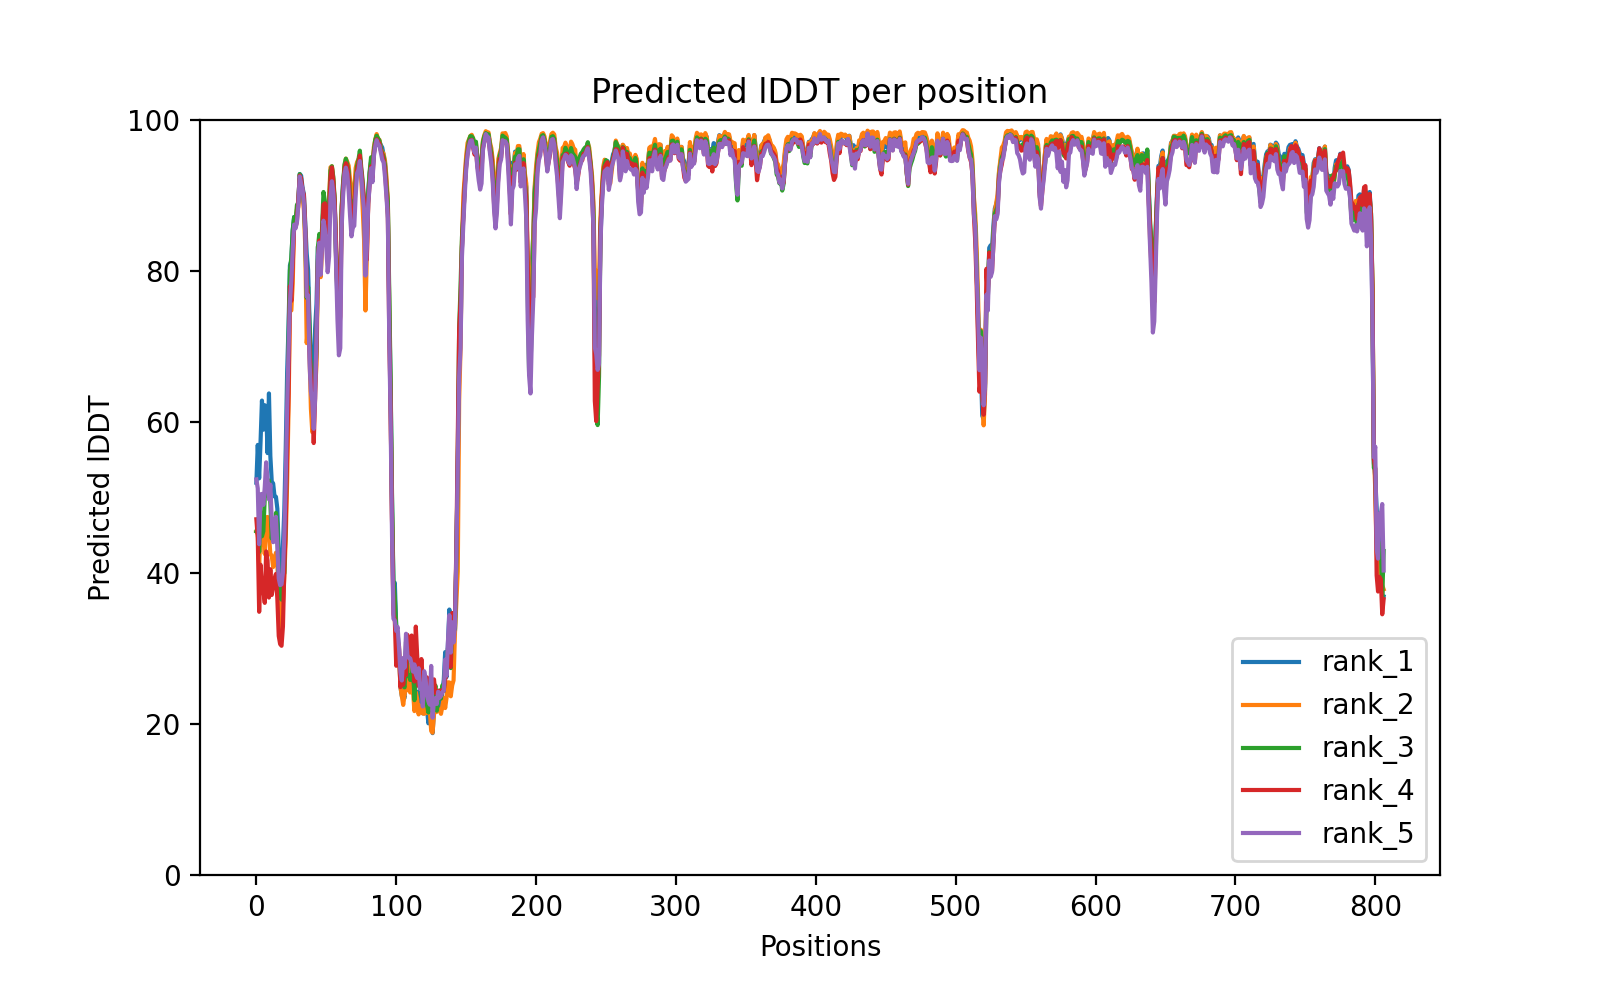 Predicted lDDT per position
100
80
60
40
20
0
Predicted lDDT
0 100 200 300 400 500 600 700 800
Positions
rank_1
rank_2
rank_3
rank_4
rank_5